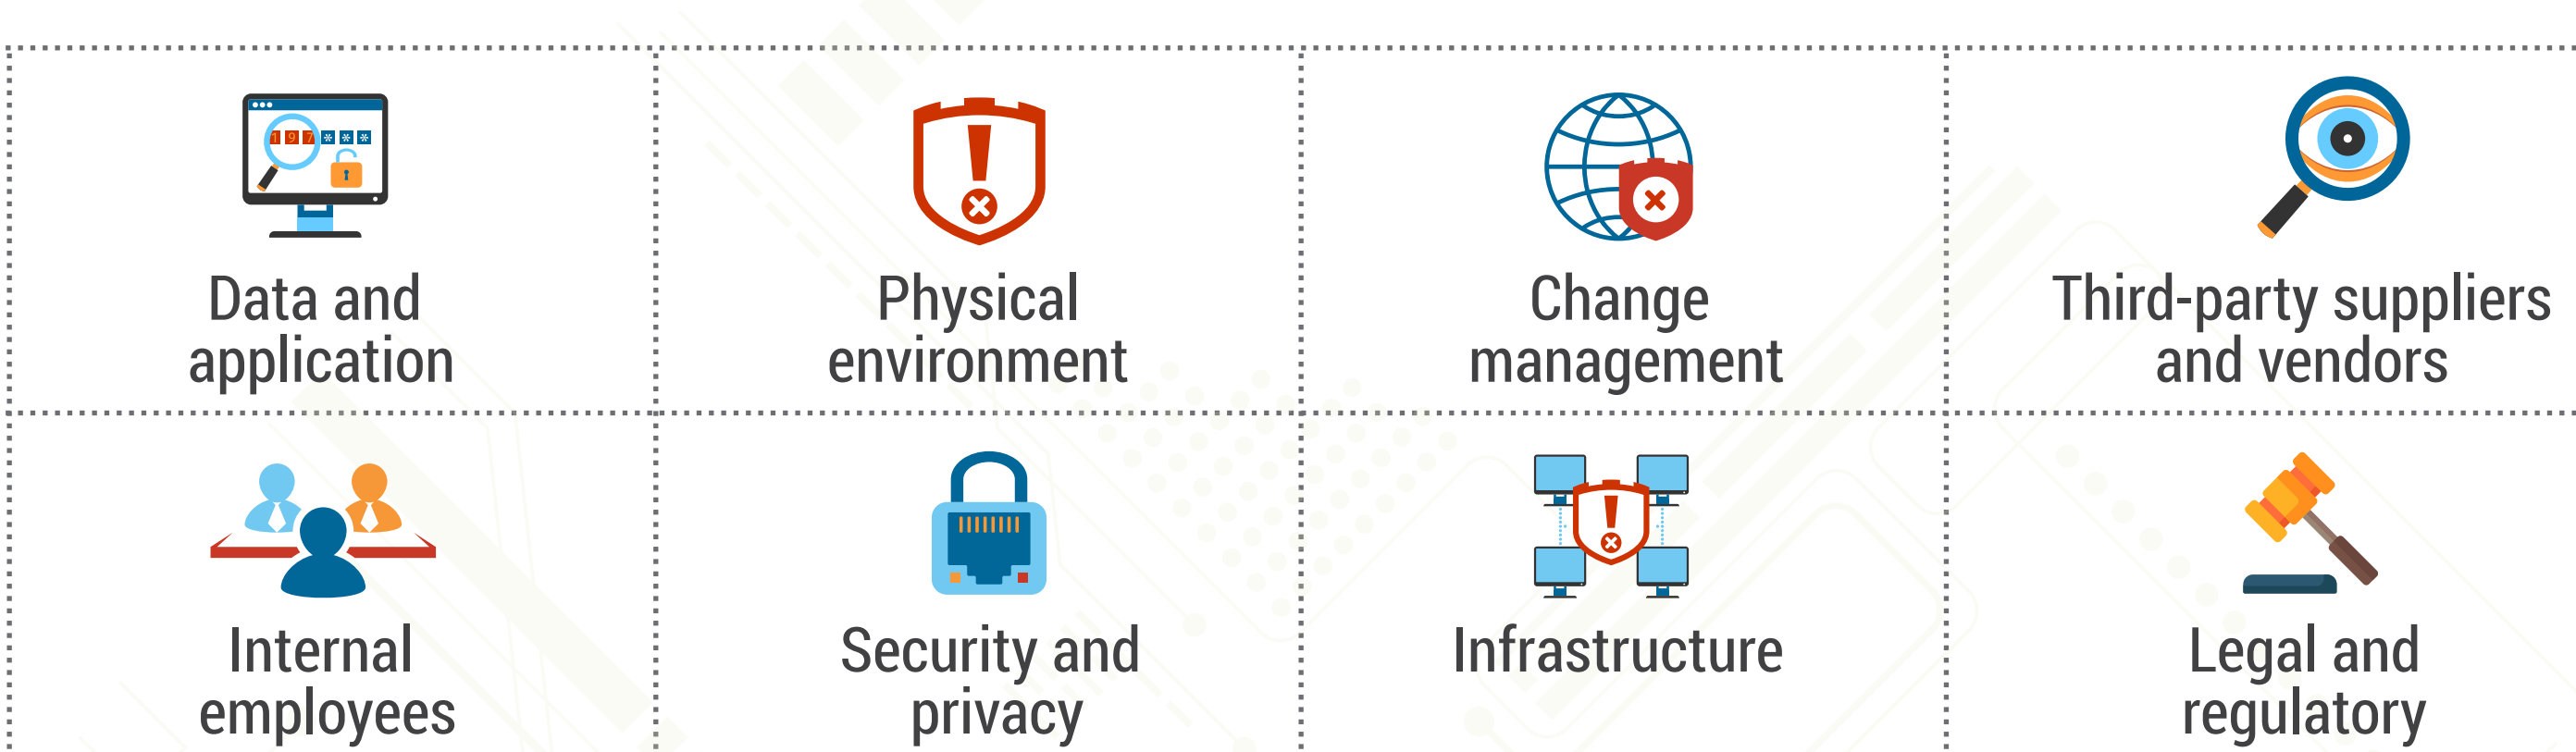 197***
Data and
application
Physical
environment
Change
management
Third-party suppliers
and vendors
Internal
employees
Security and
privacy
Infrastructure
Legal and
regulatory